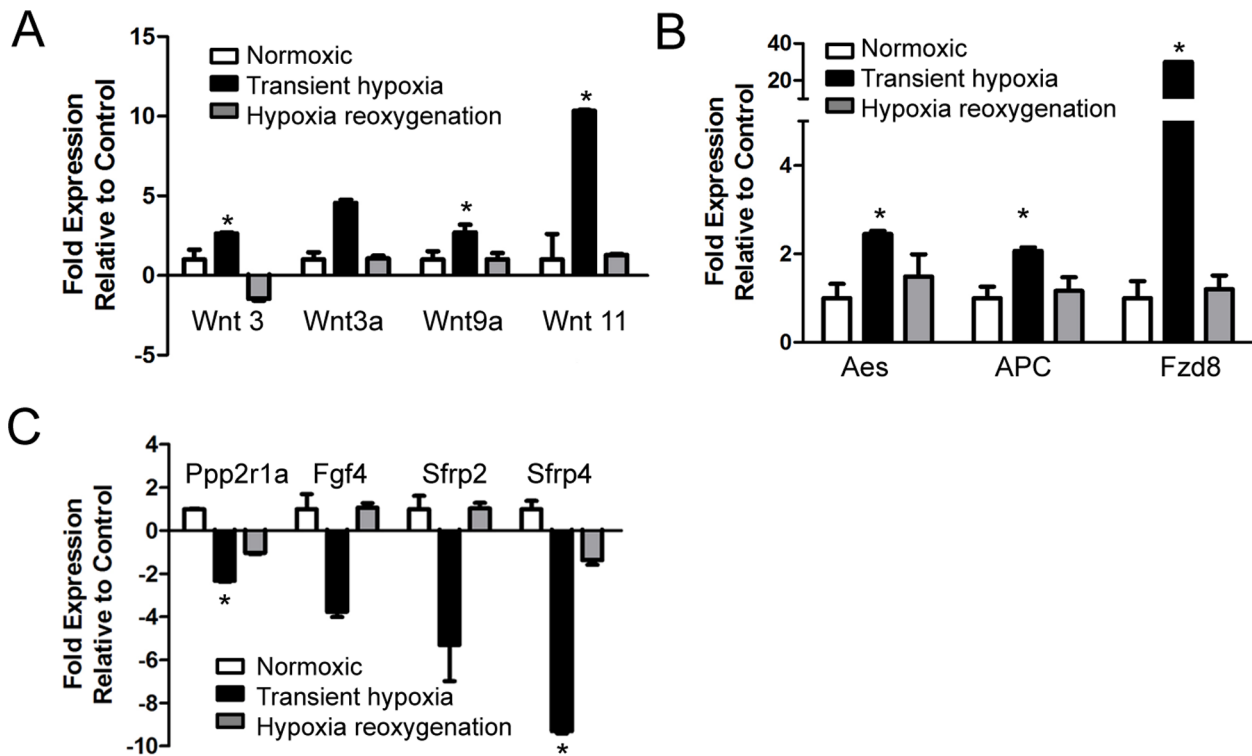 A
Fold Expression
Relative to Control
15
10
5
0
-5
Normoxic
Transient hypoxia
Hypoxia reoxygenation
*
*
*
Wnt 3
Wnt3a
Wnt9a
Wnt 11
B
Fold Expression
Relative to Control
40
20
4
2
0
Normoxic
Transient hypoxia
Hypoxia reoxygenation
*
*
*
Aes
APC
Fzd8
C
Fold Expression
Relative to Control
4
2
0
-2
-4
-6
-8
-10
Ppp2r1a
Fgf4
Sfrp2
Sfrp4
*
*
Normoxic
Transient hypoxia
Hypoxia reoxygenation